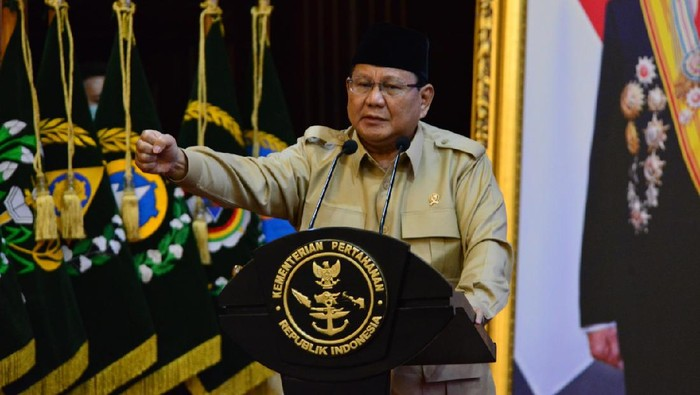 KEMENTERIAN PERTAHANAN
REPUBLIK INDONESIA